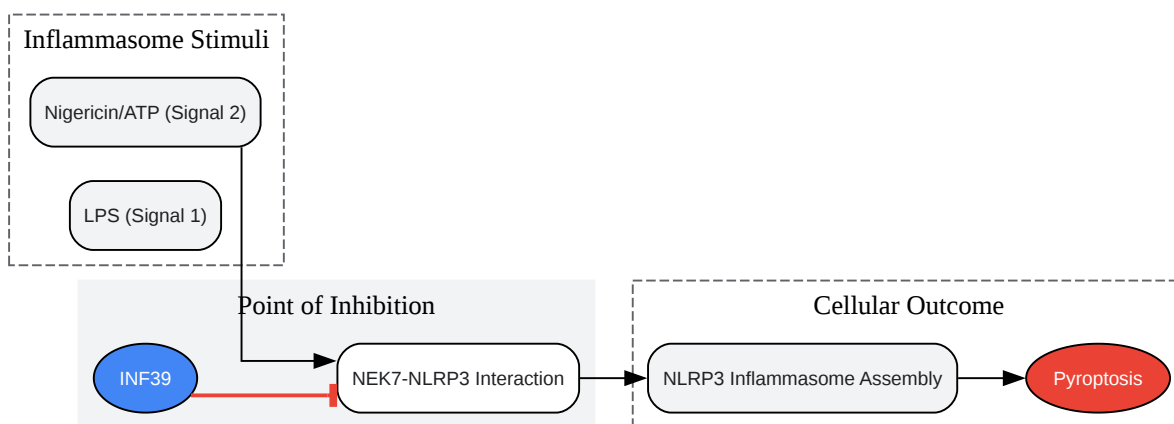 Inflammasome Stimuli
Nigericin/ATP (Signal 2)
LPS (Signal 1)
Point of Inhibition
Cellular Outcome
INF39
NEK7-NLRP3 Interaction
NLRP3 Inflammasome Assembly
Pyroptosis